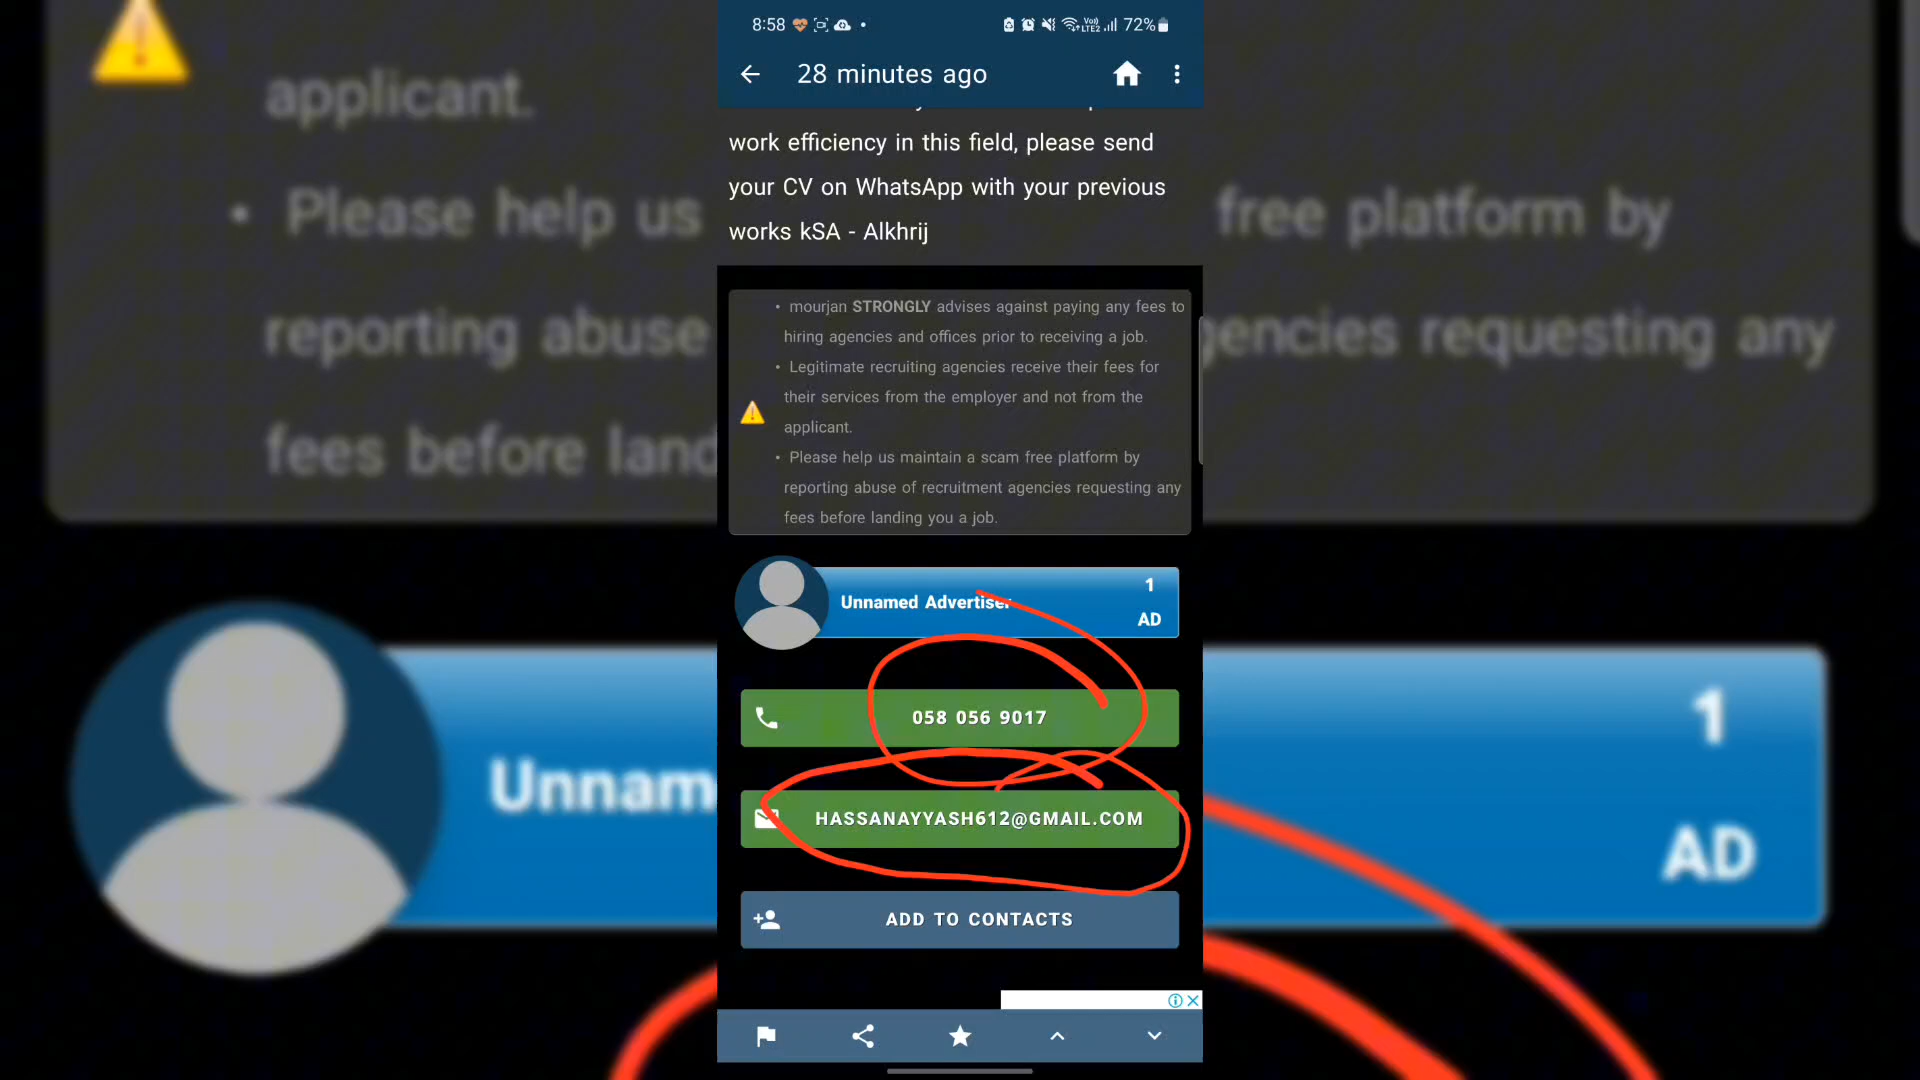 8:58
Vo)) LTE2 72%
28 minutes ago
work efficiency in this field, please send
your CV on WhatsApp with your previous
works kSA - Alkhrij
• mourjan STRONGLY advises against paying any fees to
hiring agencies and offices prior to receiving a job.
• Legitimate recruiting agencies receive their fees for
their services from the employer and not from the
applicant.
• Please help us maintain a scam free platform by
reporting abuse of recruitment agencies requesting any
fees before landing you a job.
Unnamed Advertiser
1
AD
058 056 9017
HASSANAYYASH612@GMAIL.COM
ADD TO CONTACTS
applicant.
• Please help us
free platform by
reporting abuse
gencies requesting any
fees before land
Unnam
1
AD